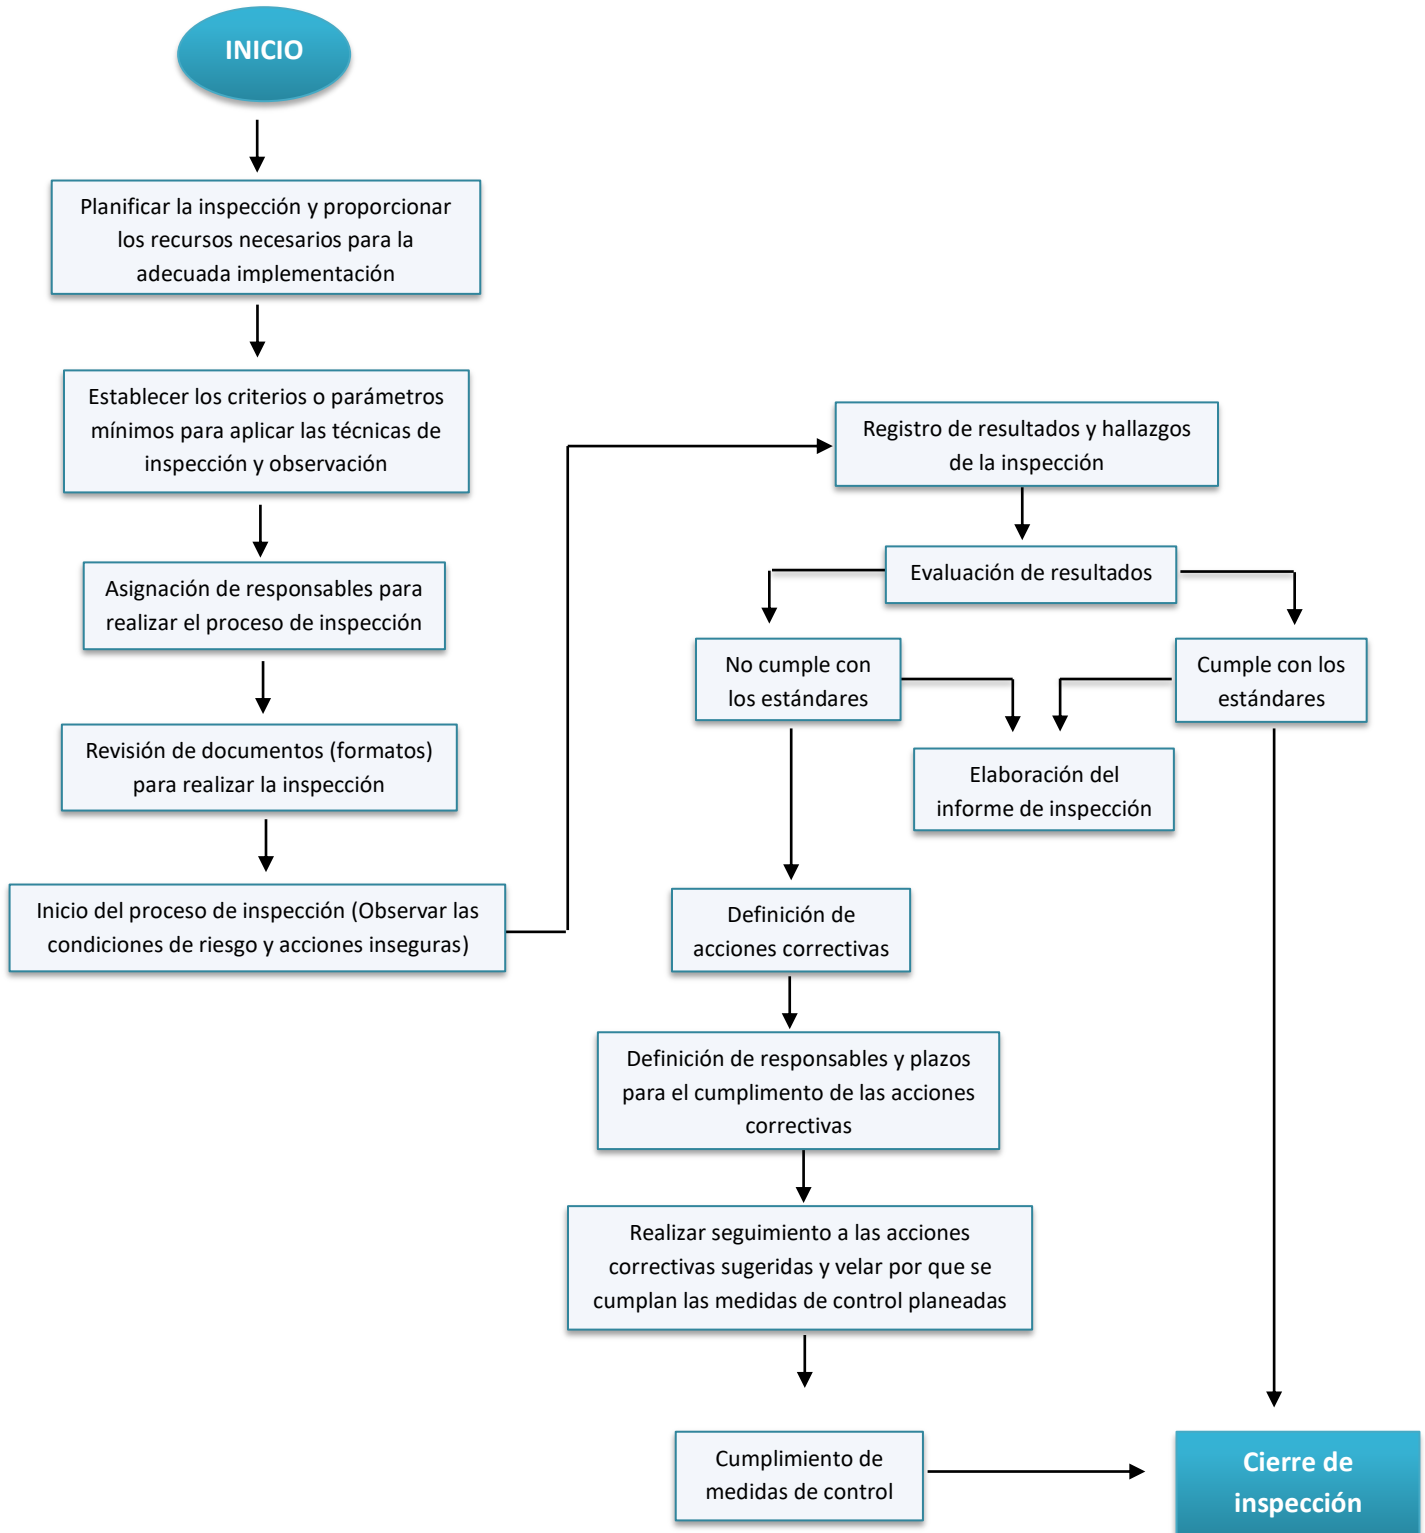 INICIO
Planificar la inspección y proporcionar
los recursos necesarios para la
adecuada implementación
Establecer los criterios o parámetros
mínimos para aplicar las técnicas de
inspección y observación
Asignación de responsables para
realizar el proceso de inspección
Revisión de documentos (formatos)
para realizar la inspección
Inicio del proceso de inspección (Observar las
condiciones de riesgo y acciones inseguras)
Registro de resultados y hallazgos
de la inspección
Evaluación de resultados
No cumple con
los estándares
Cumple con los
estándares
Elaboración del
informe de inspección
Definición de
acciones correctivas
Definición de responsables y plazos
para el cumplimento de las acciones
correctivas
Realizar seguimiento a las acciones
correctivas sugeridas y velar por que se
cumplan las medidas de control planeadas
Cumplimiento de
medidas de control
Cierre de
inspección